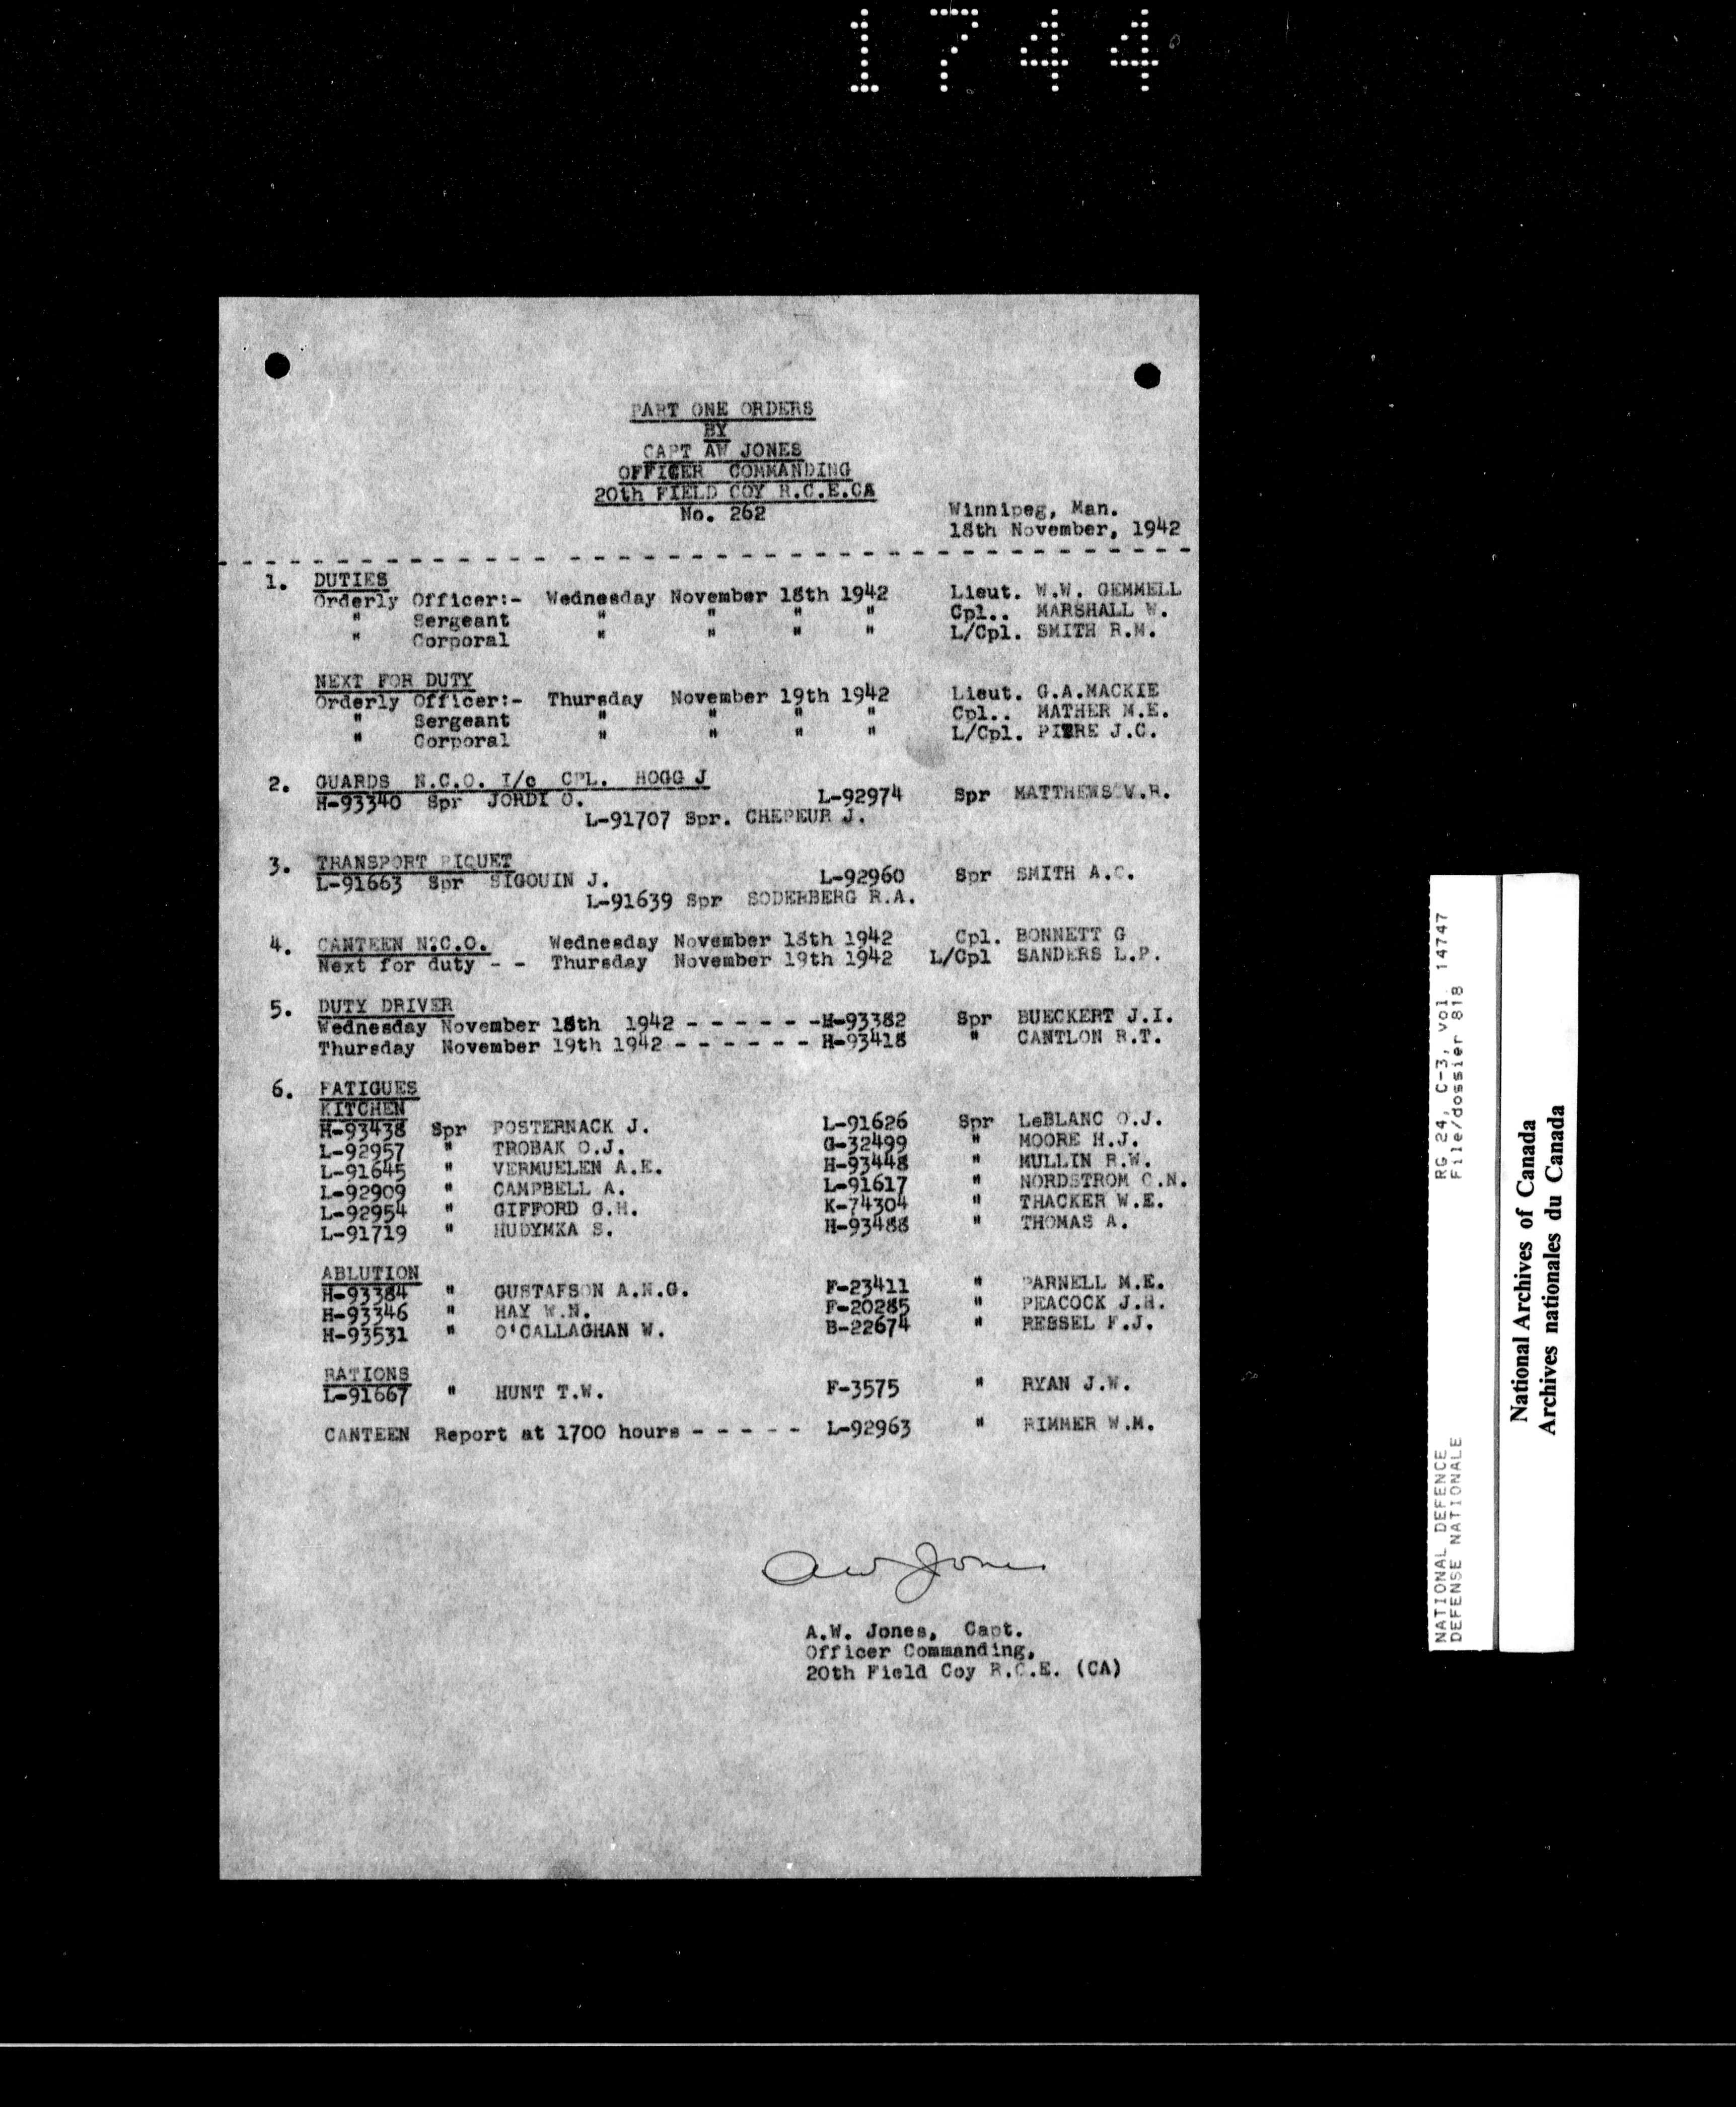 1744
PART ONE ORDERS
BY
CAPT AW JONES
OFFICER COMMANDING
20th FIELD COY R.C.E.CA
No. 262
Winnipeg, Man.
18th November, 1942
1. DUTIES
Orderly Officer:- Wednesday November 18th 1942 Lieut. W.W. GEMMELL
" Sergeant " " " " Cpl.. MARSHALL W.
" Corporal " " " " L/Cpl. SMITH R.M.
NEXT FOR DUTY
Orderly Officer:- Thursday November 19th 1942 Lieut. G.A.MACKIE
" Sergeant " " " " Cpl.. MATHER M.E.
" Corporal " " " " L/Cpl. J.C.
2. GUARDS N.C.O. I/c CPL. HOGG J
H-93340 Spr JORDI O. L-92974 Spr MATTHEWS W.R.
L-91707 Spr. CHEPEUR J.
3. TRANSPORT PIQUET
L-91663 Spr SIGOUIN J. L-92960 Spr SMITH A.C.
L-91639 Spr SODERBERG R.A.
4. CANTEEN N.C.O. Wednesday November 18th 1942 Cpl. BONNETT G
Next for duty - - Thursday November 19th 1942 L/Cpl SANDERS L.P.
5. DUTY DRIVER
Wednesday November 18th 1942 - - - - - -H-93382 Spr BUECKERT J.I.
Thursday November 19th 1942 - - - - - - H-93418 " CANTLON R.T.
6. FATIGUES
KITCHEN
H-93438 Spr POSTERNACK J. L-91626 Spr LeBLANC O.J.
L-92957 " TROBAK O.J. G-32499 " MOORE H.J.
L-91645 " VERMUELEN A.E. H-93448 " MULLIN R.W.
L-92909 " CAMPBELL A. L-91617 " NORDSTROM C.N.
L-92954 " GIFFORD G.H. K-74304 " THACKER W.E.
L-91719 " HUDYMKA S. H-93488 " THOMAS A.
ABLUTION
H-93384 " GUSTAFSON A.N.G. F-23411 " PARNELL M.E.
H-93346 " HAY W.N. F-20285 " PEACOCK J.H.
H-93531 " O'CALLAGHAN W. B-22674 " RESSEL F.J.
RATIONS
L-91667 " HUNT T.W. F-3575 " RYAN J.W.
CANTEEN Report at 1700 hours - - - - - L-92963 " RIMMER W.M.
AW Jones
A.W. Jones, Capt.
Officer Commanding,
20th Field Coy R.C.E. (CA)
NATIONAL DEFENCE RG 24, C-3, vol. 14747
DEFENSE NATIONALE File/dossier 818
National Archives of Canada
Archives nationales du Canada